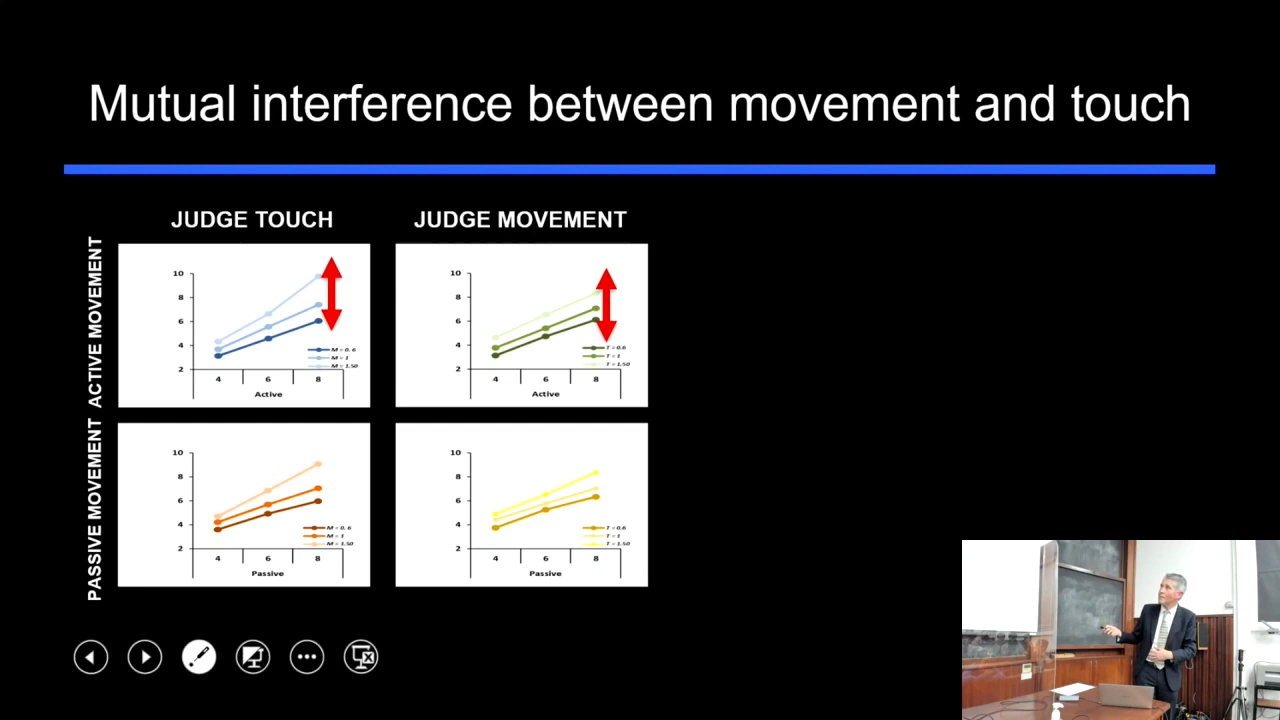 Mutual interference between movement and touch
JUDGE TOUCH
JUDGE MOVEMENT
ACTIVE MOVEMENT
10
8
6
4
2
4 6 8
Active
M = 0.6
M = 1
M = 1.50
10
8
6
4
2
4 6 8
Active
T = 0.6
T = 1
T = 1.50
PASSIVE MOVEMENT
10
8
6
4
2
4 6 8
Passive
M = 0.6
M = 1
M = 1.50
10
8
6
4
2
4 6 8
Passive
T = 0.6
T = 1
T = 1.50